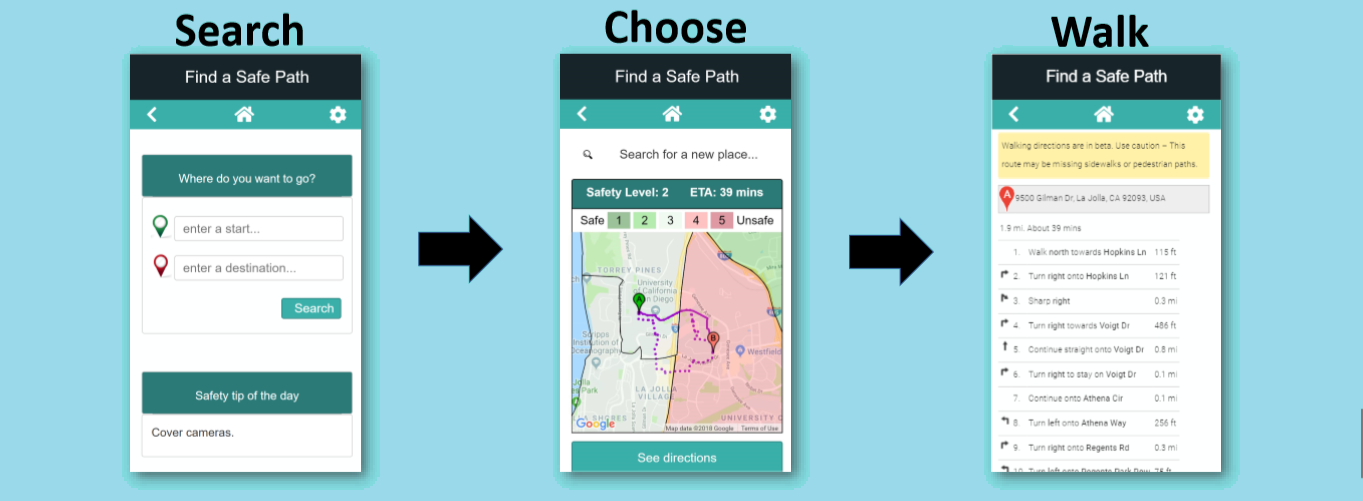 Search
Find a Safe Path
Where do you want to go?
enter a start...
enter a destination...
Search
Safety tip of the day
Cover cameras.
Choose
Find a Safe Path
Search for a new place...
Safety Level: 2 ETA: 39 mins
Safe 1 2 3 4 5 Unsafe
TORREY PINES
University
of California
San Diego
Scripps
Institution of
Oceanography
Westfield
LA JOLLA
VILLAGE
SHORES
UNIVERSITY C
Google
Map data ©2018 Google
Terms of Use
See directions
Walk
Find a Safe Path
Walking directions are in beta. Use caution – This
route may be missing sidewalks or pedestrian paths.
A 9500 Gilman Dr, La Jolla, CA 92093, USA
1.9 mi. About 39 mins
1. Walk north towards Hopkins Ln 115 ft
2. Turn right onto Hopkins Ln 121 ft
3. Sharp right 0.3 mi
4. Turn right towards Voigt Dr 486 ft
5. Continue straight onto Voigt Dr 0.8 mi
6. Turn right to stay on Voigt Dr 0.1 mi
7. Continue onto Athena Cir 0.1 mi
8. Turn left onto Athena Way 256 ft
9. Turn right onto Regents Rd 0.3 mi
10. Turn left onto Regents Park Row 75 ft